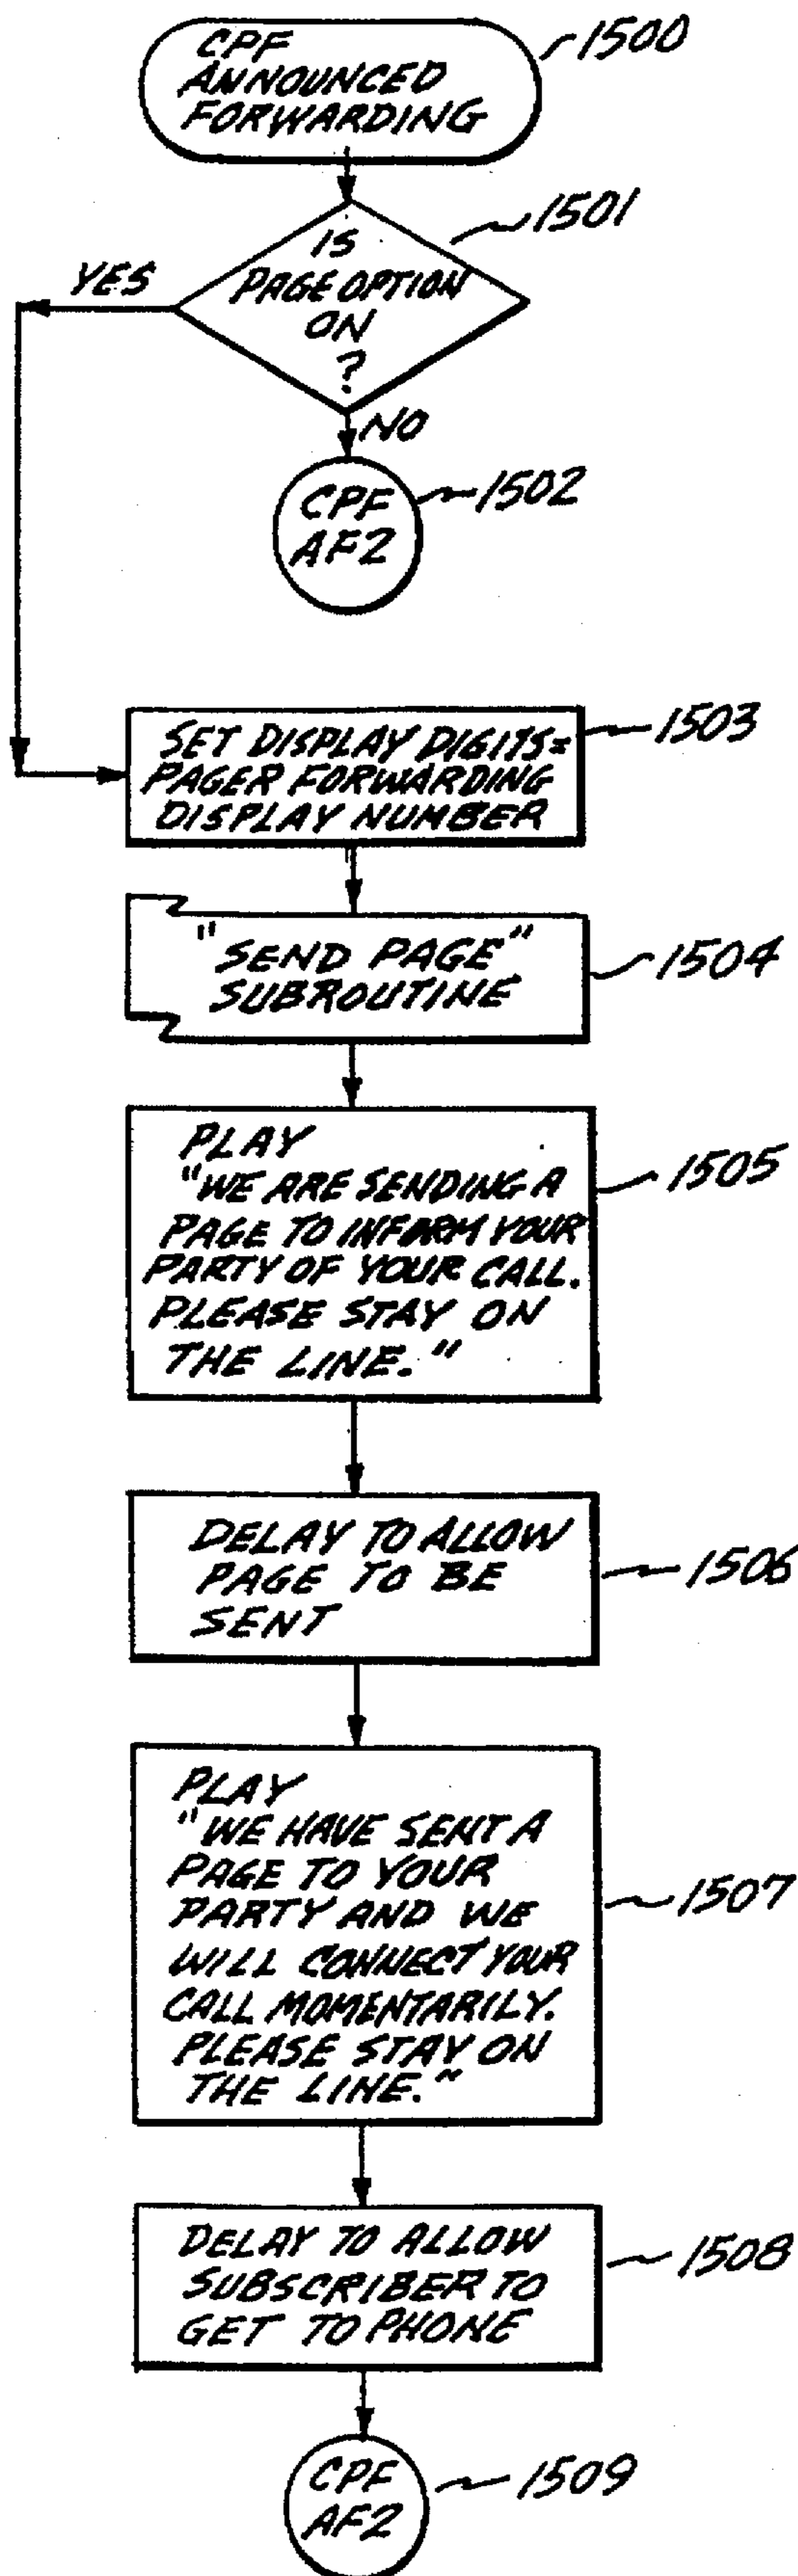 CPF
ANNOUNCED
FORWARDING
1500
1501
IS
PAGE OPTION
ON
?
YES
NO
CPF
AF2
1502
SET DISPLAY DIGITS=
PAGER FORWARDING
DISPLAY NUMBER
1503
"SEND PAGE"
SUBROUTINE
1504
PLAY
"WE ARE SENDING A
PAGE TO INFORM YOUR
PARTY OF YOUR CALL.
PLEASE STAY ON
THE LINE."
1505
DELAY TO ALLOW
PAGE TO BE
SENT
1506
PLAY
"WE HAVE SENT A
PAGE TO YOUR
PARTY AND WE
WILL CONNECT YOUR
CALL MOMENTARILY.
PLEASE STAY ON
THE LINE."
1507
DELAY TO ALLOW
SUBSCRIBER TO
GET TO PHONE
1508
CPF
AF2
1509